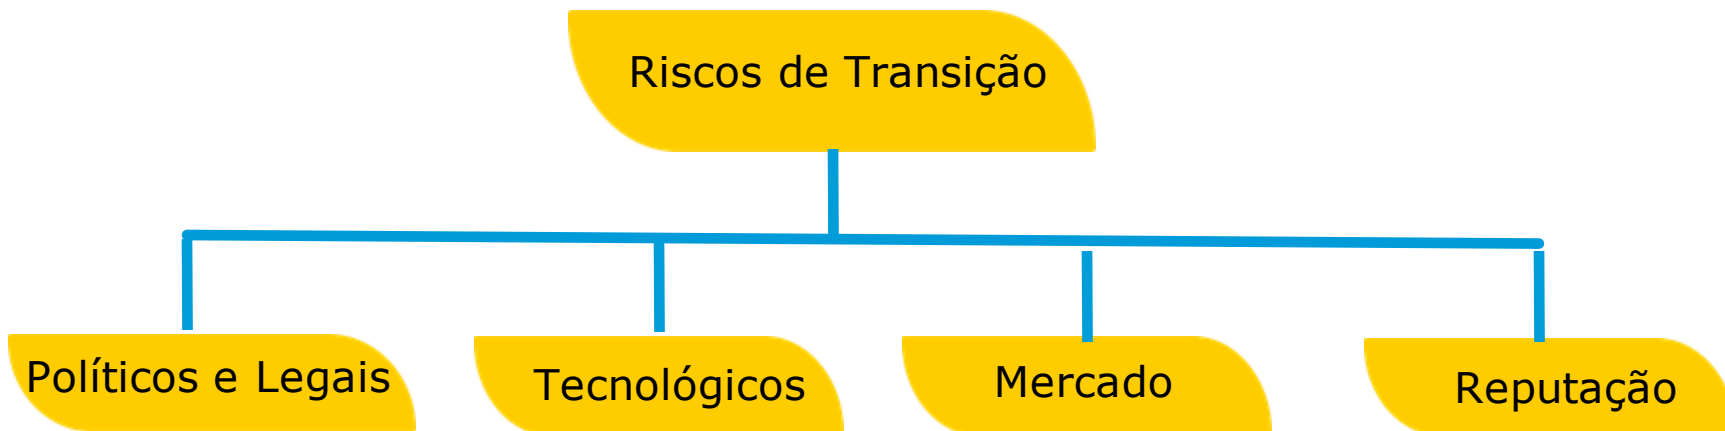 Riscos de Transição
Políticos e Legais
Tecnológicos
Mercado
Reputação